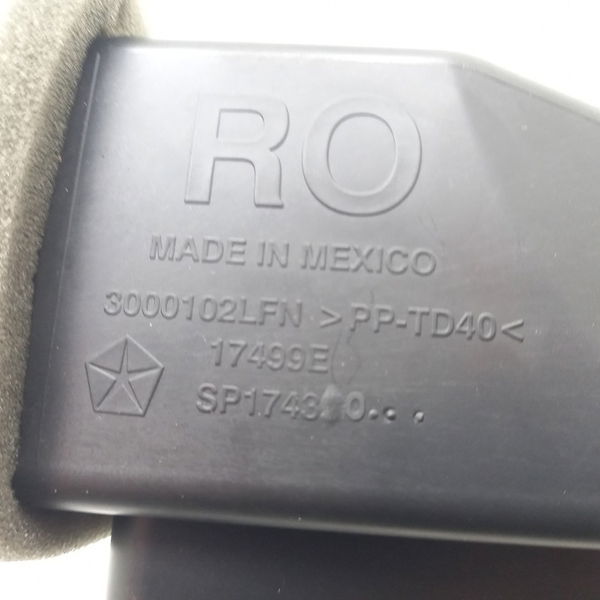 RO
MADE IN MEXICO
3000102LFN >PP-TD40<
17499E